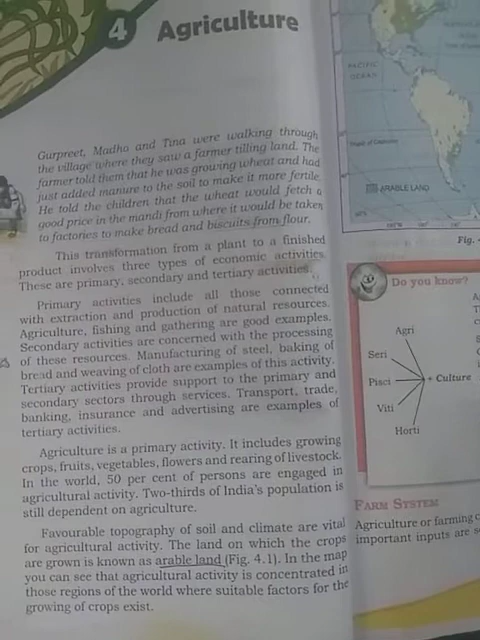 4 Agriculture
Gurpreet, Madho and Tina were walking through
the village where they saw a farmer tilling land. The
farmer told them that he was growing wheat and had
just added manure to the soil to make it more fertile.
He told the children that the wheat would fetch a
good price in the mandi from where it would be taken
to factories to make bread and biscuits from flour.
This transformation from a plant to a finished
product involves three types of economic activities.
These are primary, secondary and tertiary activities.
Primary activities include all those connected
with extraction and production of natural resources.
Agriculture, fishing and gathering are good examples.
Secondary activities are concerned with the processing
of these resources. Manufacturing of steel, baking of
bread and weaving of cloth are examples of this activity.
Tertiary activities provide support to the primary and
secondary sectors through services. Transport, trade,
banking, insurance and advertising are examples of
tertiary activities.
Agriculture is a primary activity. It includes growing
crops, fruits, vegetables, flowers and rearing of livestock.
In the world, 50 per cent of persons are engaged in
agricultural activity. Two-thirds of India's population is
still dependent on agriculture.
Favourable topography of soil and climate are vital
for agricultural activity. The land on which the crops
are grown is known as arable land (Fig. 4.1). In the map
you can see that agricultural activity is concentrated in
those regions of the world where suitable factors for the
growing of crops exist.
PACIFIC
OCEAN
Tropic of Capricorn
ARABLE LAND
Fig.
Do you know?
Agri
Seri
Pisci
+ Culture
Viti
Horti
FARM SYSTEM
Agriculture or farming
important inputs are